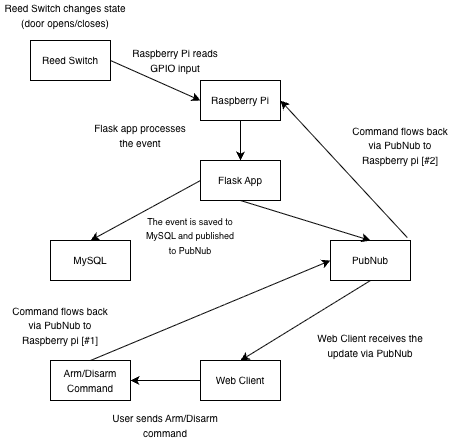 Reed Switch changes state
(door opens/closes)
Reed Switch
Raspberry Pi reads
GPIO input
Raspberry Pi
Flask app processes
the event
Command flows back
via PubNub to
Raspberry pi [#2]
Flask App
The event is saved to
MySQL and published
to PubNub
MySQL
PubNub
Command flows back
via PubNub to
Raspberry pi [#1]
Web Client receives the
update via PubNub
Arm/Disarm
Command
Web Client
User sends Arm/Disarm
command